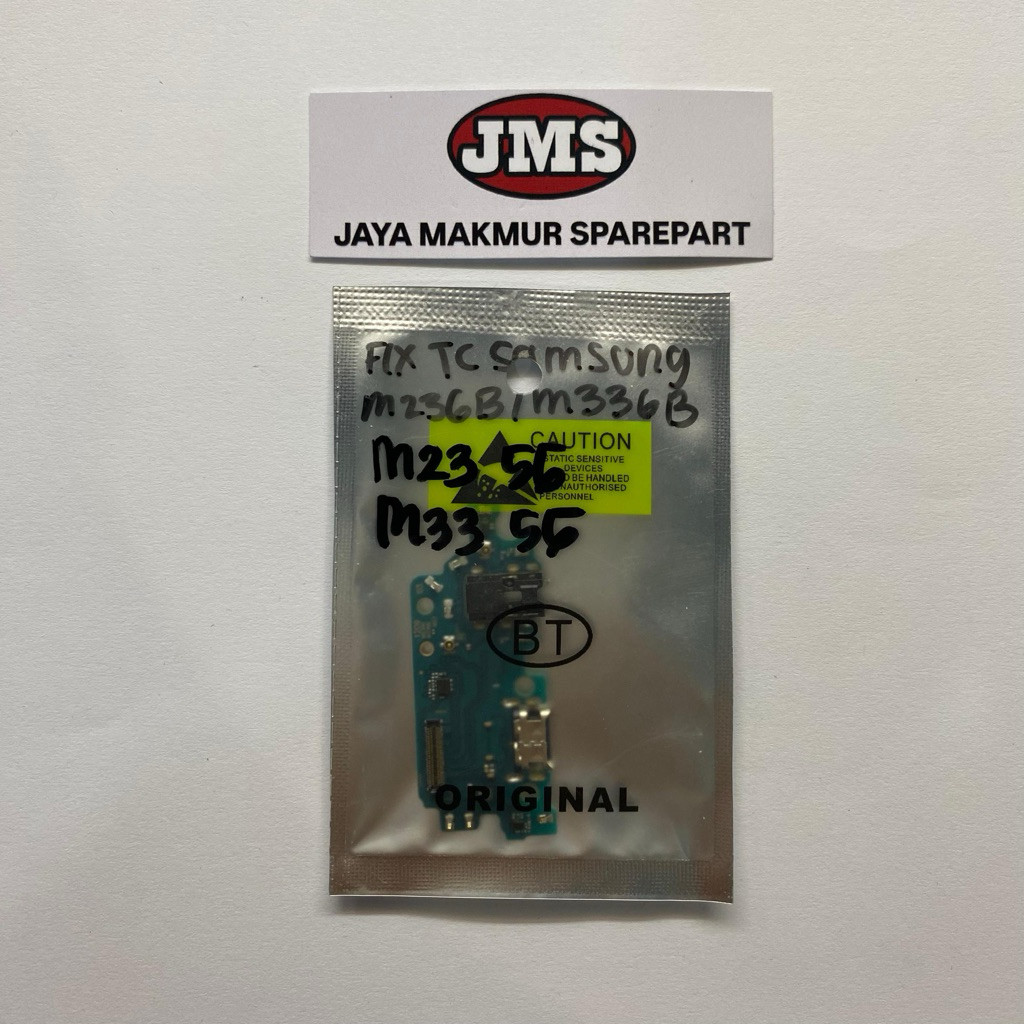 JMS
JAYA MAKMUR SPAREPART
FLX TC Samsung
M236B/M336B
CAUTION
STATIC SENSITIVE
DEVICES
BE HANDLED
PERSONNEL
M23 5G
M33 5G
BT
ORIGINAL